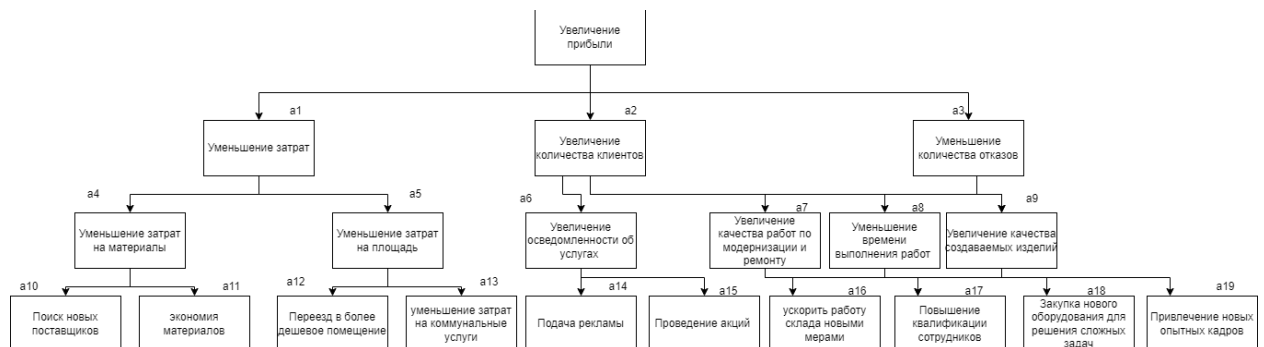 Увеличение
прибыли
a1
a2
a3
Уменьшение затрат
Увеличение
количества клиентов
Уменьшение
количества отказов
a4
a5
a6
a7
a8
a9
Уменьшение затрат
на материалы
Уменьшение затрат
на площадь
Увеличение
осведомленности об
услугах
Увеличение
качества работ по
модернизации и
ремонту
Уменьшение
времени
выполнения работ
Увеличение качества
создаваемых изделий
a10
a11
a12
a13
a14
a15
a16
a17
a18
a19
Поиск новых
поставщиков
экономия
материалов
Переезд в более
дешевое помещение
уменьшение затрат
на коммунальные
услуги
Подача рекламы
Проведение акций
ускорить работу
склада новыми
мерами
Повышение
квалификации
сотрудников
Закупка нового
оборудования для
решения сложных
задач
Привлечение новых
опытных кадров